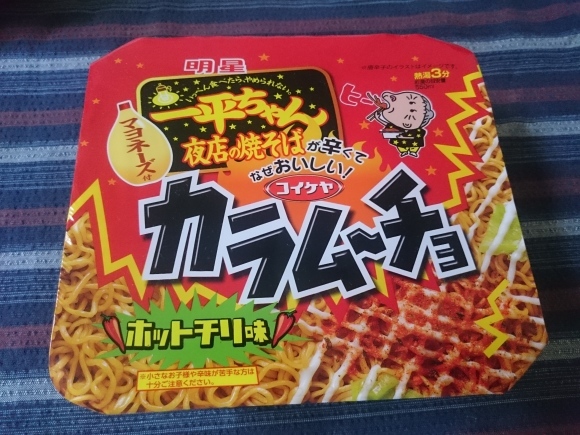 明星
い〜ん食べたら、やめられない。
一平ちゃん
夜店の焼そば
が辛くて
なぜおいしい!
コイケヤ
カラムーチョ
ホットチリ味
マヨネーズ付
ヒー
熱湯3分
※小さなお子様や辛味が苦手な方は
十分ご注意ください。